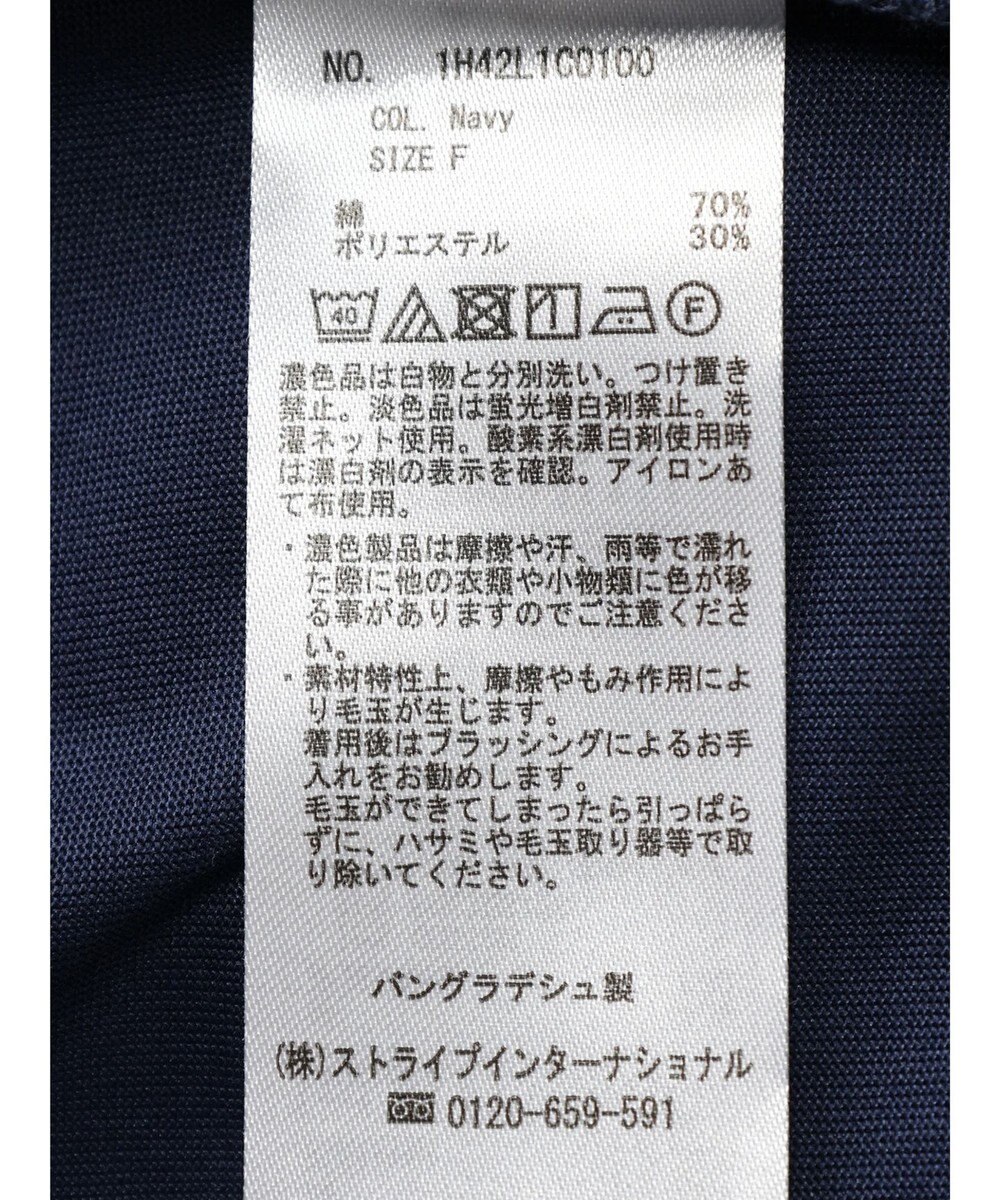 NO. 1H42L1C0100
COL. Navy
SIZE F
綿 70%
ポリエステル 30%
40 F
濃色品は白物と分別洗い。つけ置き
禁止。淡色品は蛍光増白剤禁止。洗
濯ネット使用。酸素系漂白剤使用時
は漂白剤の表示を確認。アイロンあ
て布使用。
・濃色製品は摩擦や汗、雨等で濡れ
た際に他の衣類や小物類に色が移
る事がありますのでご注意くださ
い。
・素材特性上、摩擦やもみ作用によ
り毛玉が生じます。
着用後はブラッシングによるお手
入れをお勧めします。
毛玉ができてしまったら引っぱら
ずに、ハサミや毛玉取り器等で取
り除いてください。
バングラデシュ製
(株)ストライプインターナショナル
0120-659-591